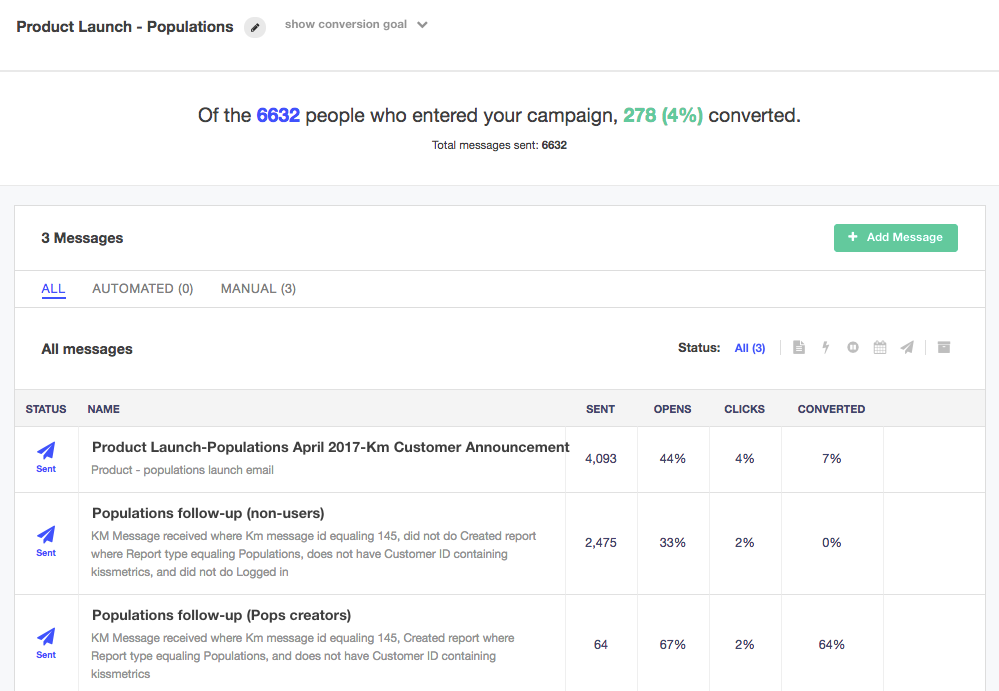 Product Launch - Populations
show conversion goal
Of the 6632 people who entered your campaign, 278 (4%) converted.
Total messages sent: 6632
3 Messages
+ Add Message
ALL AUTOMATED (0) MANUAL (3)
All messages
Status: All (3)
STATUS NAME SENT OPENS CLICKS CONVERTED
Product Launch-Populations April 2017-Km Customer Announcement
Product - populations launch email
Sent
4,093 44% 4% 7%
Populations follow-up (non-users)
KM Message received where Km message id equaling 145, did not do Created report
where Report type equaling Populations, does not have Customer ID containing
kissmetrics, and did not do Logged in
Sent
2,475 33% 2% 0%
Populations follow-up (Pops creators)
KM Message received where Km message id equaling 145, Created report where
Report type equaling Populations, and does not have Customer ID containing
kissmetrics
Sent
64 67% 2% 64%